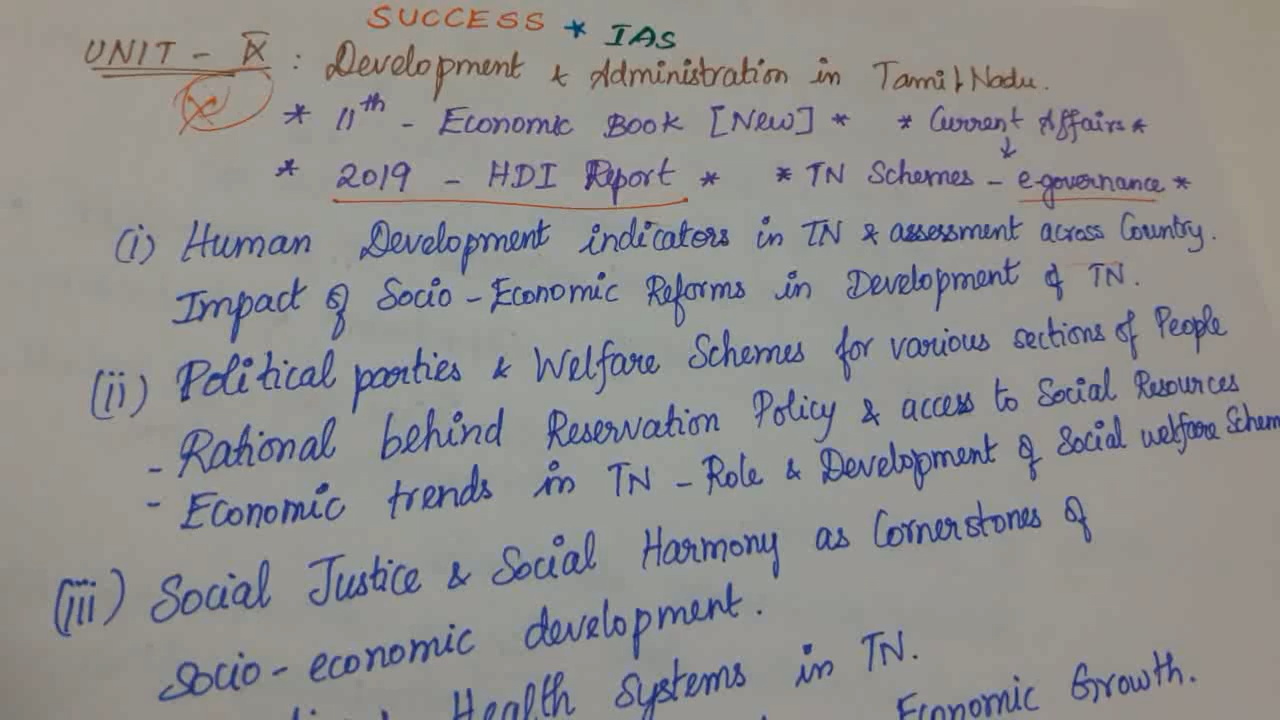 SUCCESS * IAS
UNIT - IX : Development & Administration in Tamil Nadu.
* 11th - Economic Book [New] * * Current Affairs *
* 2019 - HDI Report * * TN Schemes - e-governance *
(i) Human Development indicators in TN & assessment across Country.
Impact of Socio - Economic Reforms in Development of TN.
(ii) Political parties & Welfare Schemes for various sections of People
- Rational behind Reservation Policy & access to Social Resources
- Economic trends in TN - Role & Development of Social welfare Schem
(iii) Social Justice & Social Harmony as Cornerstones of
Socio - economic development.
Health Systems in TN.
Economic Growth.